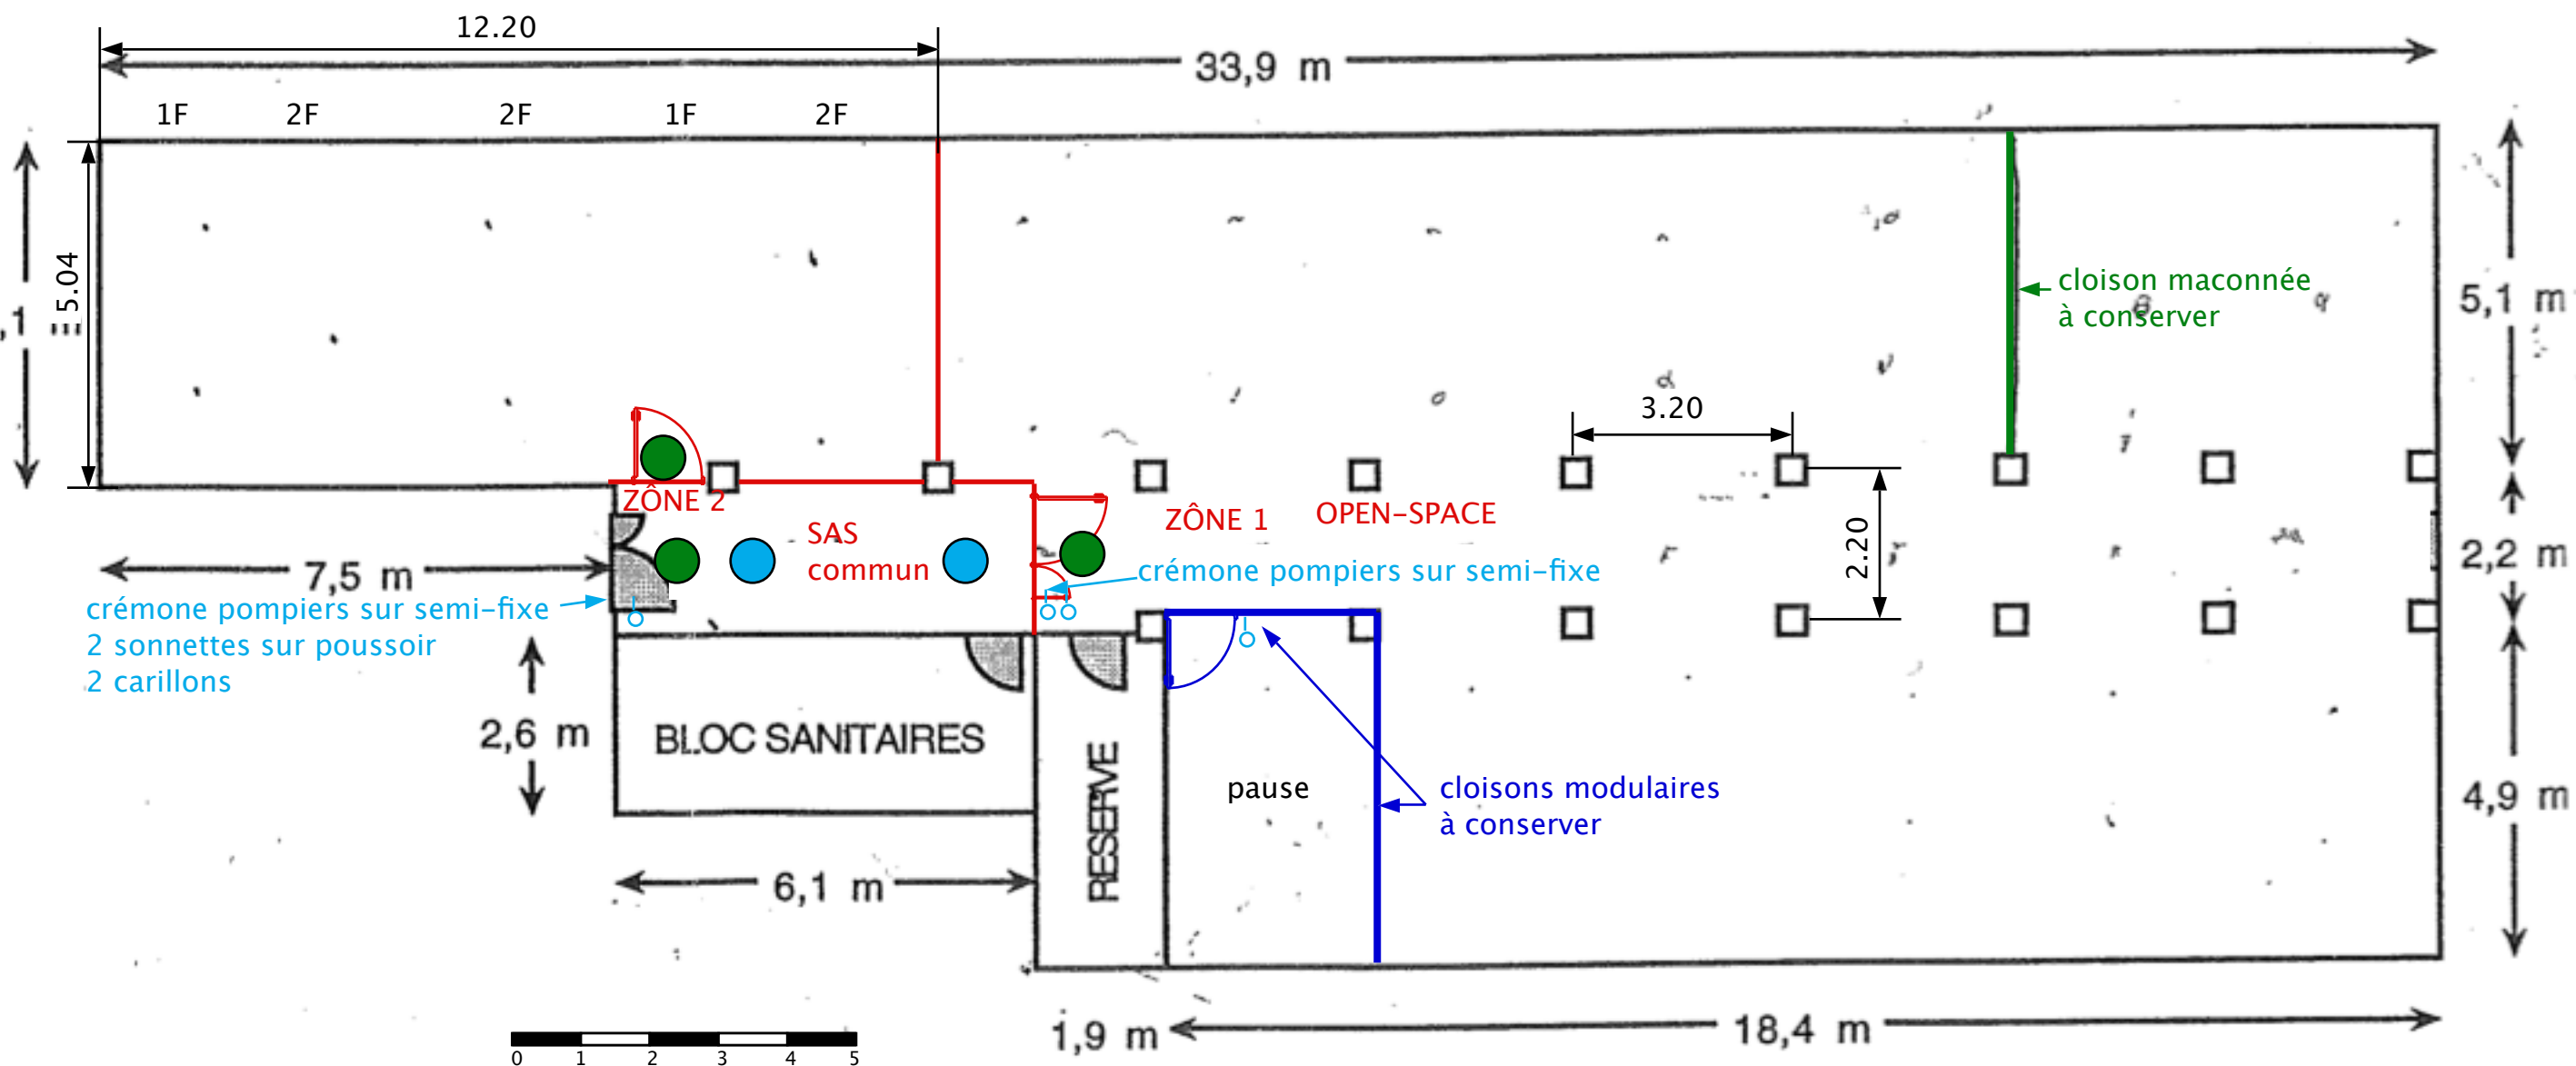 12.20
33,9 m
1F 2F 2F 1F 2F
5.04
,1
5,1 m
cloison maconnée
à conserver
3.20
ZÔNE 2
SAS
commun
ZÔNE 1
OPEN-SPACE
2.20
2,2 m
7,5 m
crémone pompiers sur semi-fixe
crémone pompiers sur semi-fixe
2 sonnettes sur poussoir
2 carillons
2,6 m
BLOC SANITAIRES
RESERVE
pause
cloisons modulaires
à conserver
4,9 m
6,1 m
1,9 m
18,4 m
0 1 2 3 4 5